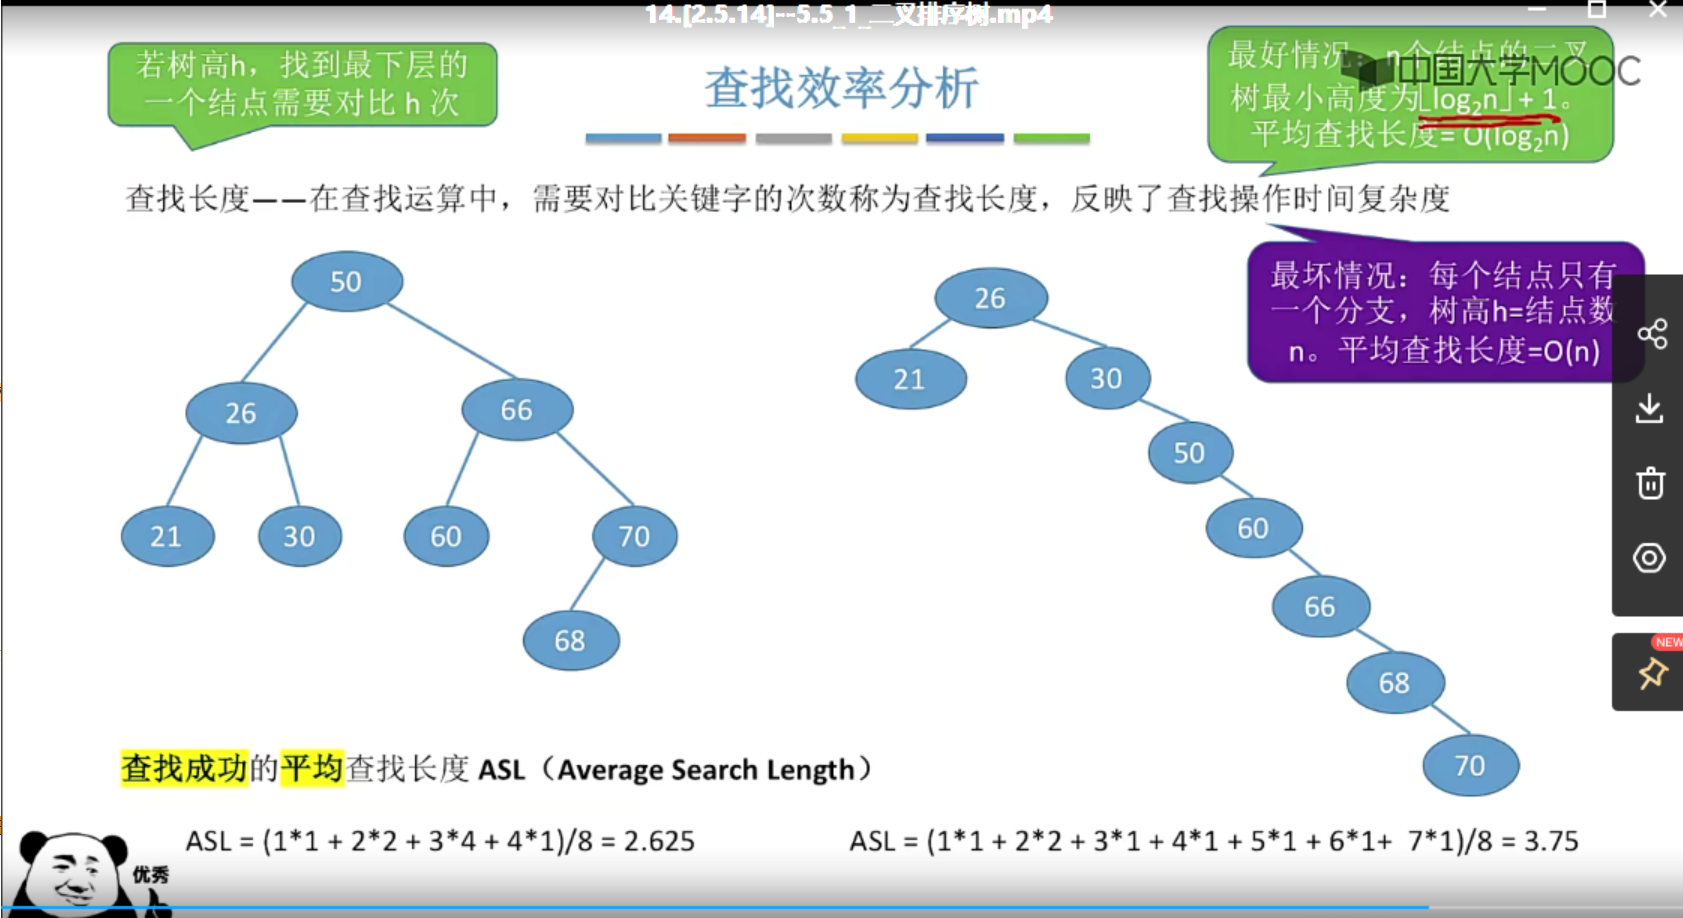 14.[2.5.14]--5.5_1_二叉排序树.mp4
若树高h，找到最下层的
一个结点需要对比 h 次
查找效率分析
最好情况：n个结点的二叉
树最小高度为⌊log₂n⌋ + 1。
平均查找长度= O(log₂n)
中国大学MOOC
查找长度——在查找运算中，需要对比关键字的次数称为查找长度，反映了查找操作时间复杂度
最坏情况：每个结点只有
一个分支，树高h=结点数
n。平均查找长度=O(n)
50
26
66
21
30
60
70
68
26
21
30
50
60
66
68
70
NEW
查找成功的平均查找长度 ASL（Average Search Length）
ASL = (1*1 + 2*2 + 3*4 + 4*1)/8 = 2.625
ASL = (1*1 + 2*2 + 3*1 + 4*1 + 5*1 + 6*1+ 7*1)/8 = 3.75
优秀